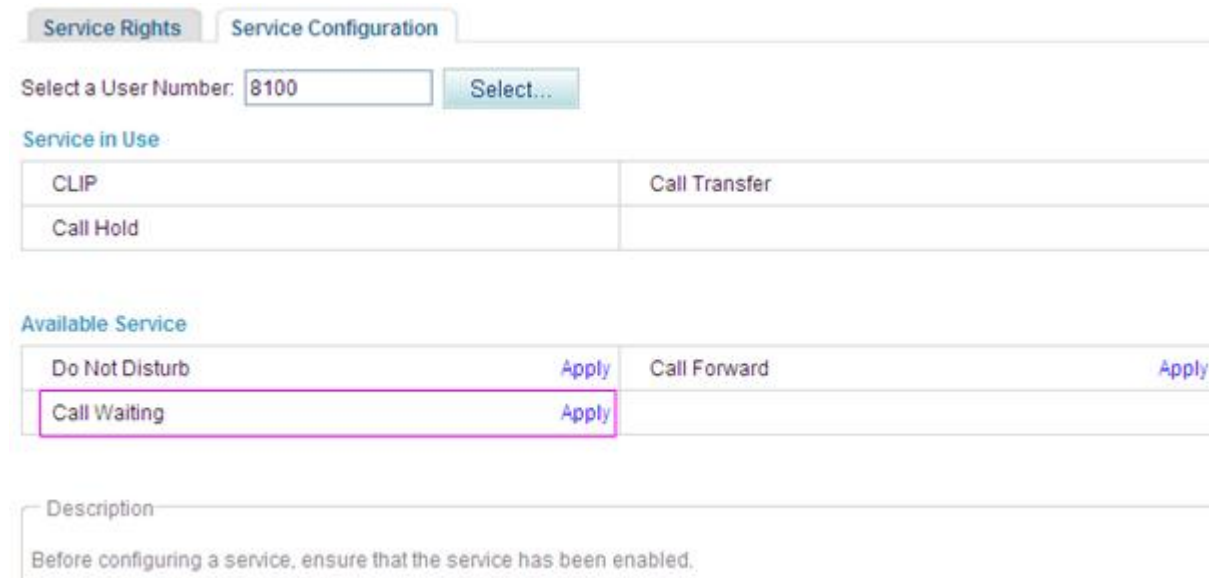 Service Rights Service Configuration
Select a User Number: 8100 Select...
Service in Use
CLIP Call Transfer
Call Hold
Available Service
Do Not Disturb Apply Call Forward Apply
Call Waiting Apply
Description
Before configuring a service, ensure that the service has been enabled.